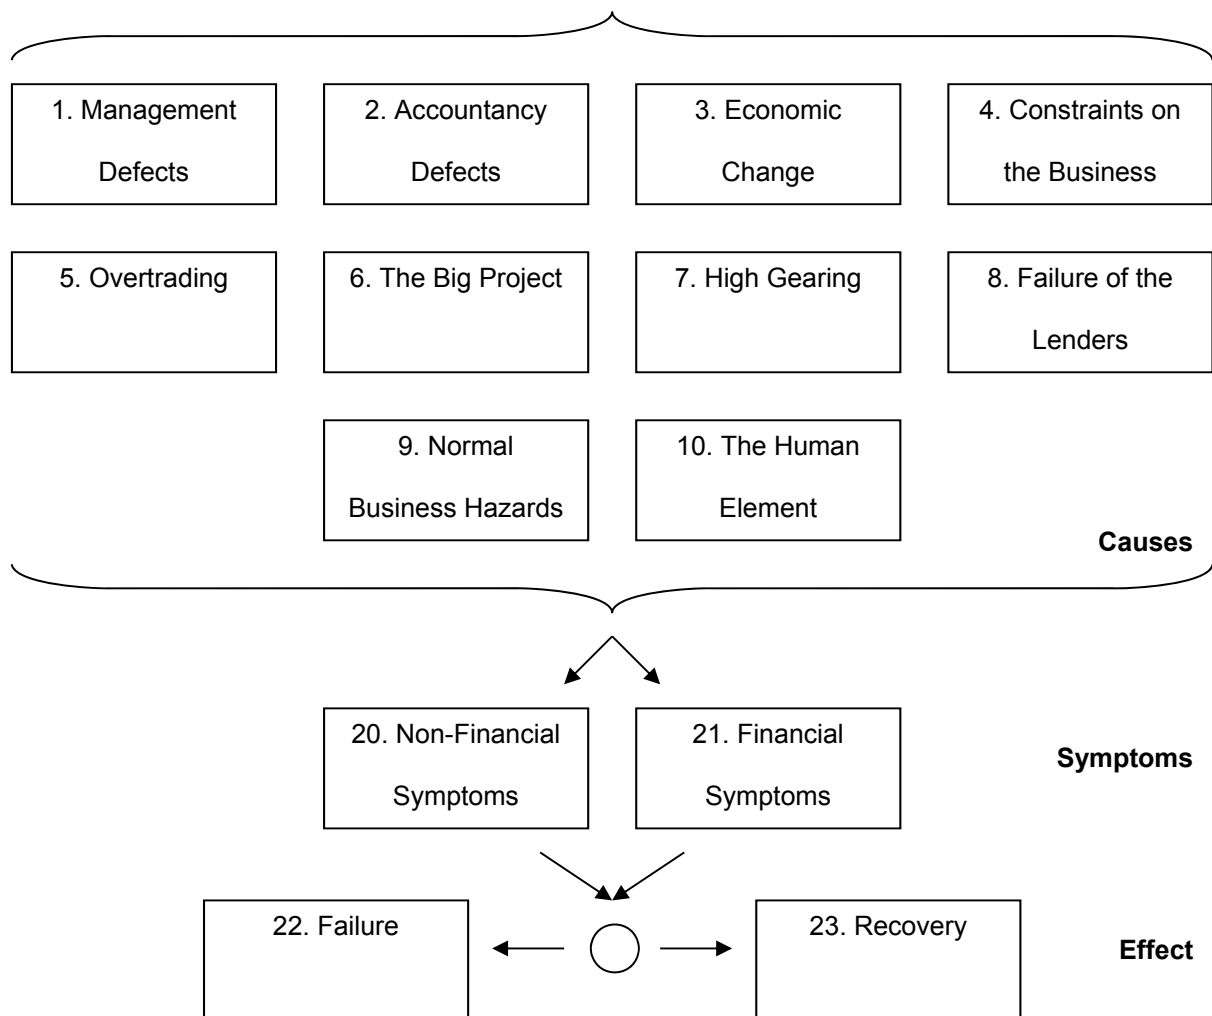 1. Management
Defects
2. Accountancy
Defects
3. Economic
Change
4. Constraints on
the Business
5. Overtrading
6. The Big Project
7. High Gearing
8. Failure of the
Lenders
9. Normal
Business Hazards
10. The Human
Element
Causes
20. Non-Financial
Symptoms
21. Financial
Symptoms
Symptoms
22. Failure
23. Recovery
Effect